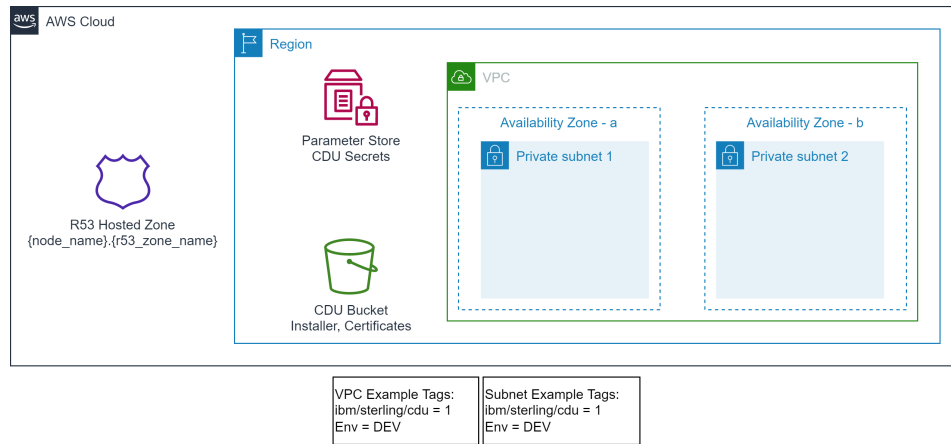 aws
AWS Cloud
Region
Parameter Store
CDU Secrets
VPC
Availability Zone - a
Private subnet 1
Availability Zone - b
Private subnet 2
R53 Hosted Zone
{node_name}.{r53_zone_name}
CDU Bucket
Installer, Certificates
VPC Example Tags:
ibm/sterling/cdu = 1
Env = DEV
Subnet Example Tags:
ibm/sterling/cdu = 1
Env = DEV